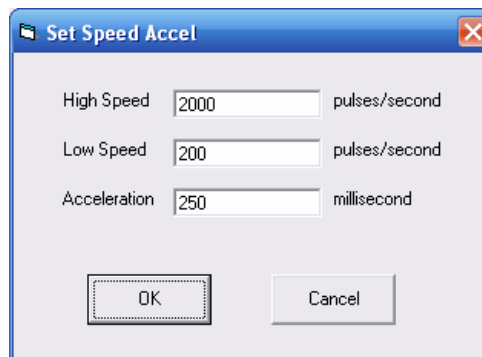 Set Speed Accel
High Speed 2000 pulses/second
Low Speed 200 pulses/second
Acceleration 250 millisecond
OK Cancel